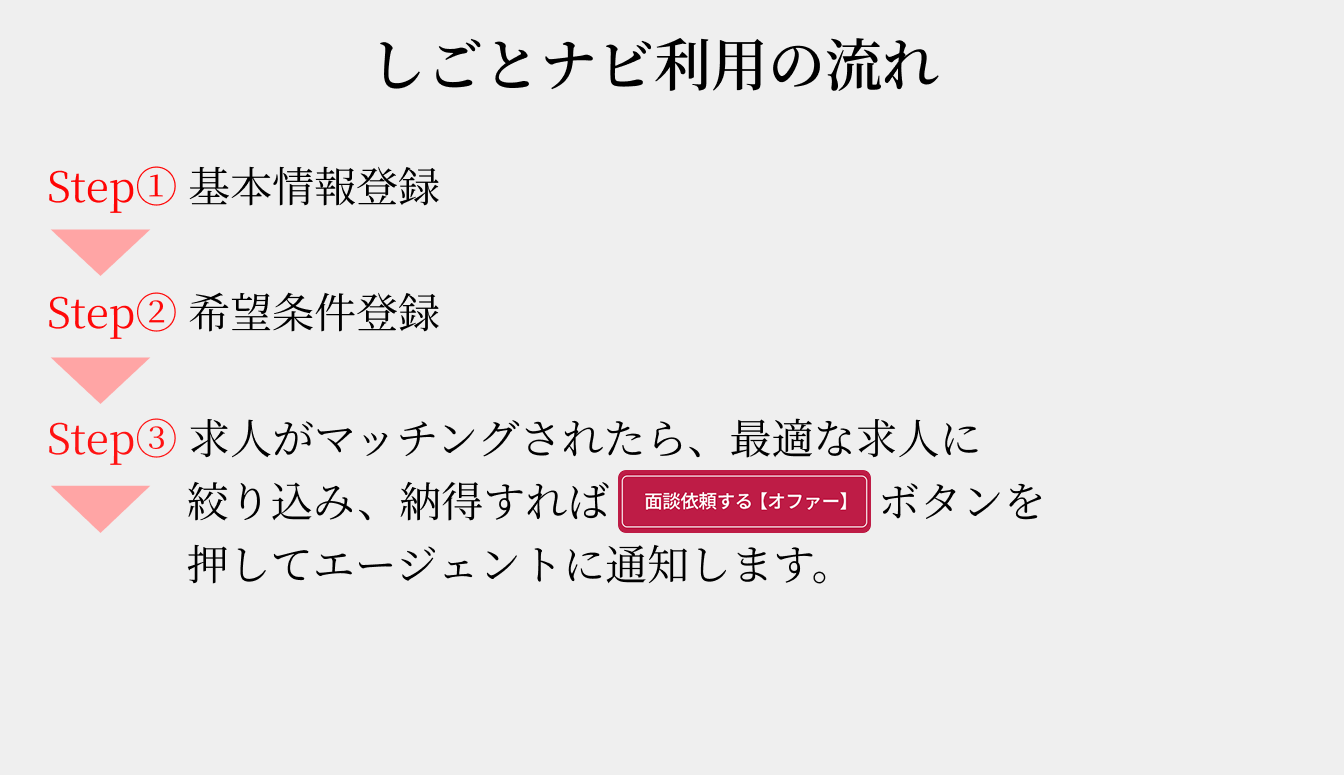 しごとナビ利用の流れ
Step① 基本情報登録
Step② 希望条件登録
Step③ 求人がマッチングされたら、最適な求人に
絞り込み、納得すれば 面談依頼する【オファー】 ボタンを
押してエージェントに通知します。